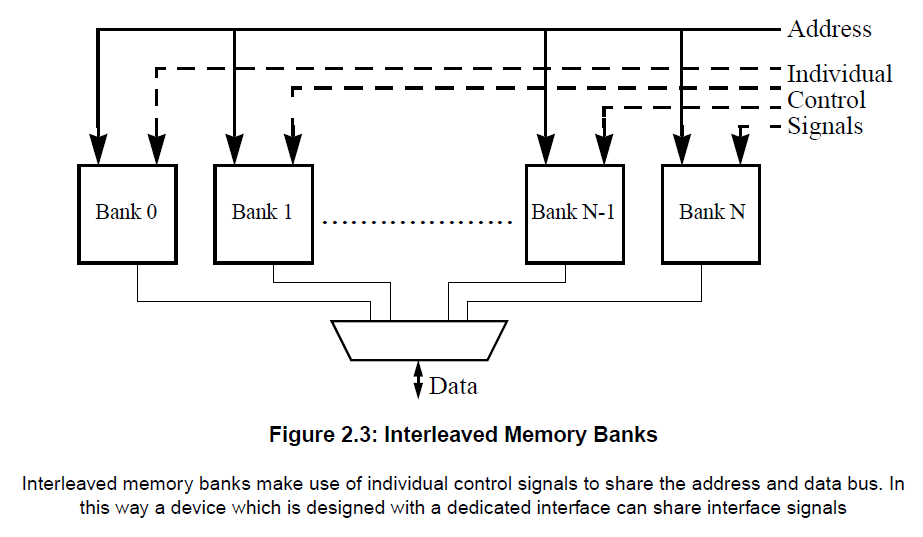 Address
Individual
Control
Signals
Bank 0
Bank 1
Bank N-1
Bank N
Data
Figure 2.3: Interleaved Memory Banks
Interleaved memory banks make use of individual control signals to share the address and data bus. In
this way a device which is designed with a dedicated interface can share interface signals